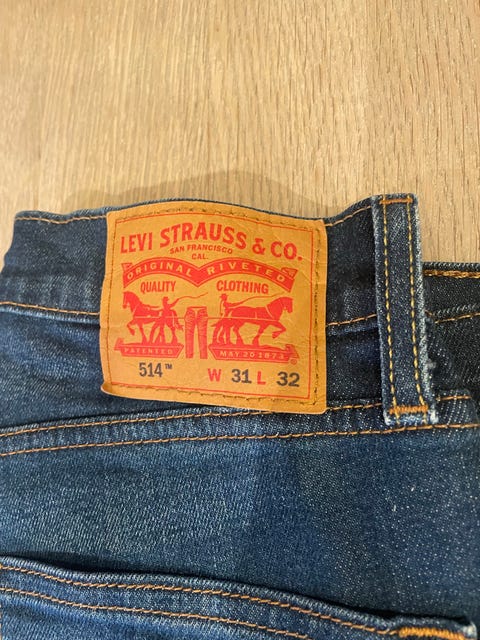 LEVI STRAUSS & CO.
SAN FRANCISCO
CAL.
ORIGINAL RIVETED
QUALITY CLOTHING
PATENTED MAY 20 1873
514™ W 31 L 32